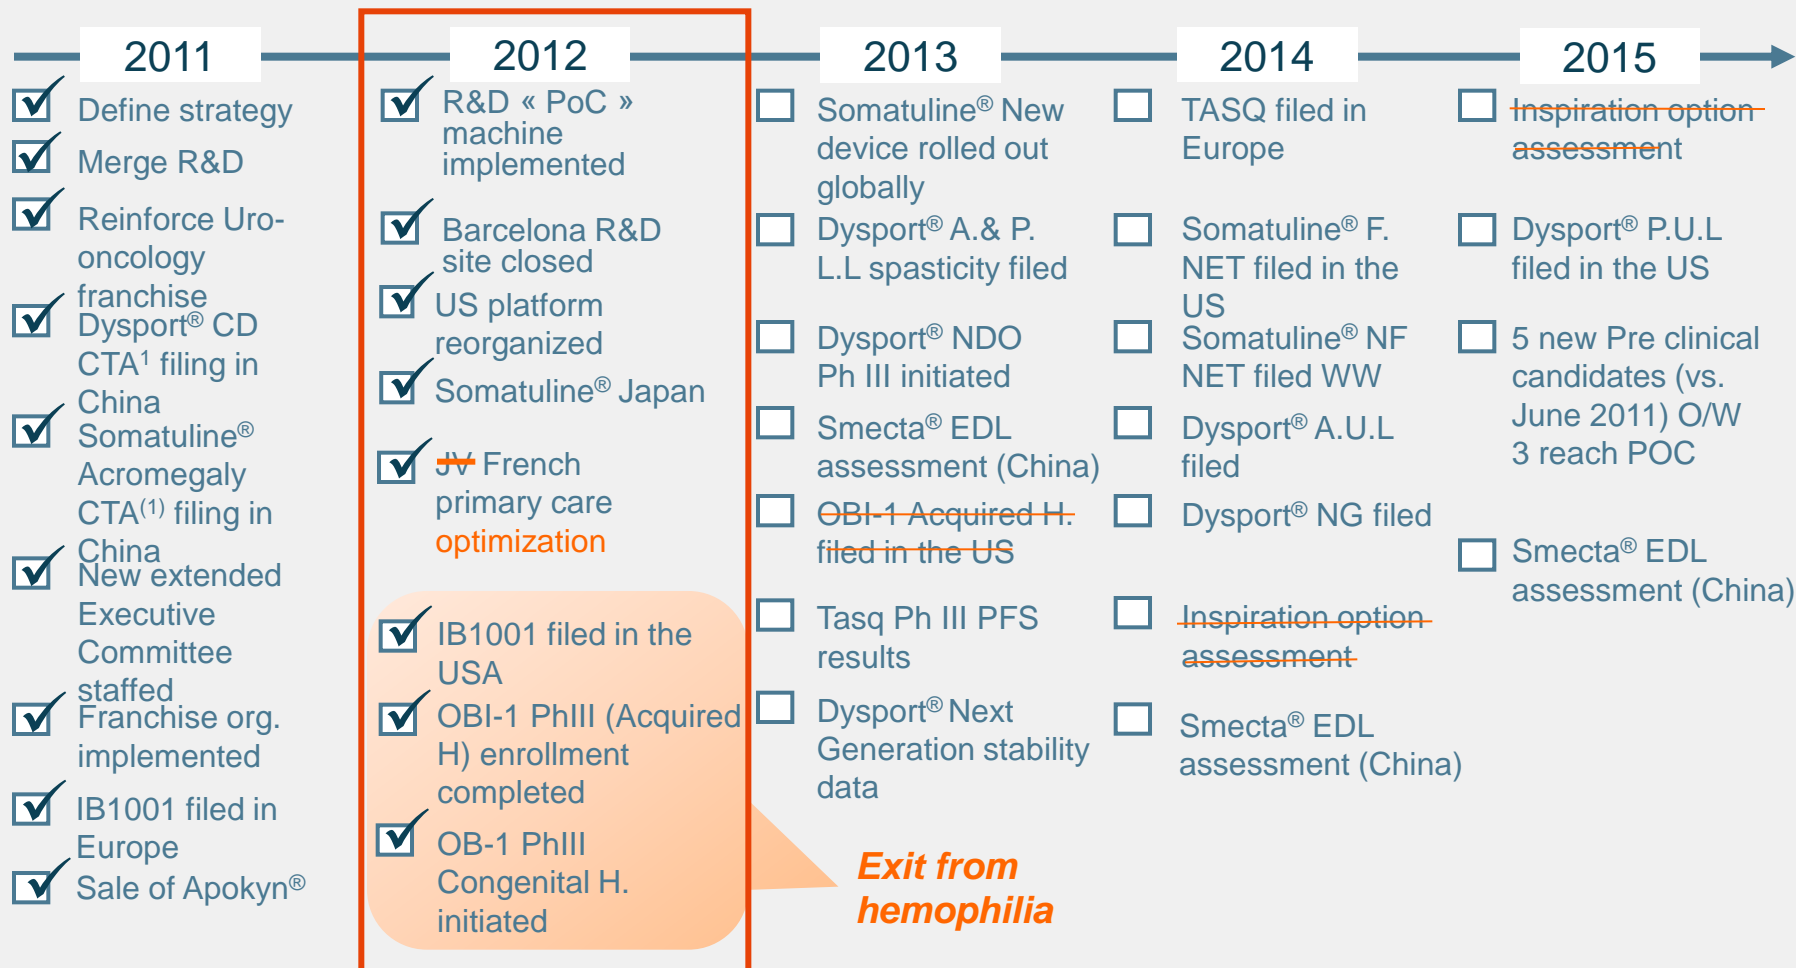 2011
Define strategy
Merge R&D
Reinforce Uro-
oncology
franchise
Dysport® CD
CTA¹ filing in
China
Somatuline®
Acromegaly
CTA⁽¹⁾ filing in
China
New extended
Executive
Committee
staffed
Franchise org.
implemented
IB1001 filed in
Europe
Sale of Apokyn®
2012
R&D « PoC »
machine
implemented
Barcelona R&D
site closed
US platform
reorganized
Somatuline® Japan
JV French
primary care
optimization
IB1001 filed in the
USA
OBI-1 PhIII (Acquired
H) enrollment
completed
OB-1 PhIII
Congenital H.
initiated
Exit from
hemophilia
2013
Somatuline® New
device rolled out
globally
Dysport® A.& P.
L.L spasticity filed
Dysport® NDO
Ph III initiated
Smecta® EDL
assessment (China)
OBI-1 Acquired H.
filed in the US
Tasq Ph III PFS
results
Dysport® Next
Generation stability
data
2014
TASQ filed in
Europe
Somatuline® F.
NET filed in the
US
Somatuline® NF
NET filed WW
Dysport® A.U.L
filed
Dysport® NG filed
Inspiration option
assessment
Smecta® EDL
assessment (China)
2015
Inspiration option
assessment
Dysport® P.U.L
filed in the US
5 new Pre clinical
candidates (vs.
June 2011) O/W
3 reach POC
Smecta® EDL
assessment (China)